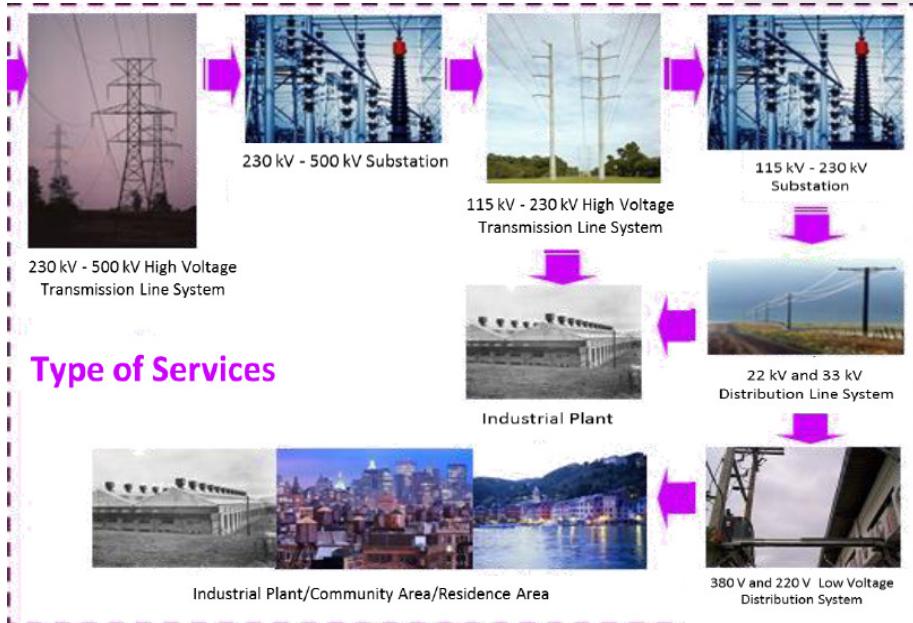 230 kV - 500 kV Substation
115 kV - 230 kV
Substation
115 kV - 230 kV High Voltage
Transmission Line System
230 kV - 500 kV High Voltage
Transmission Line System
Type of Services
22 kV and 33 kV
Distribution Line System
Industrial Plant
380 V and 220 V Low Voltage
Distribution System
Industrial Plant/Community Area/Residence Area